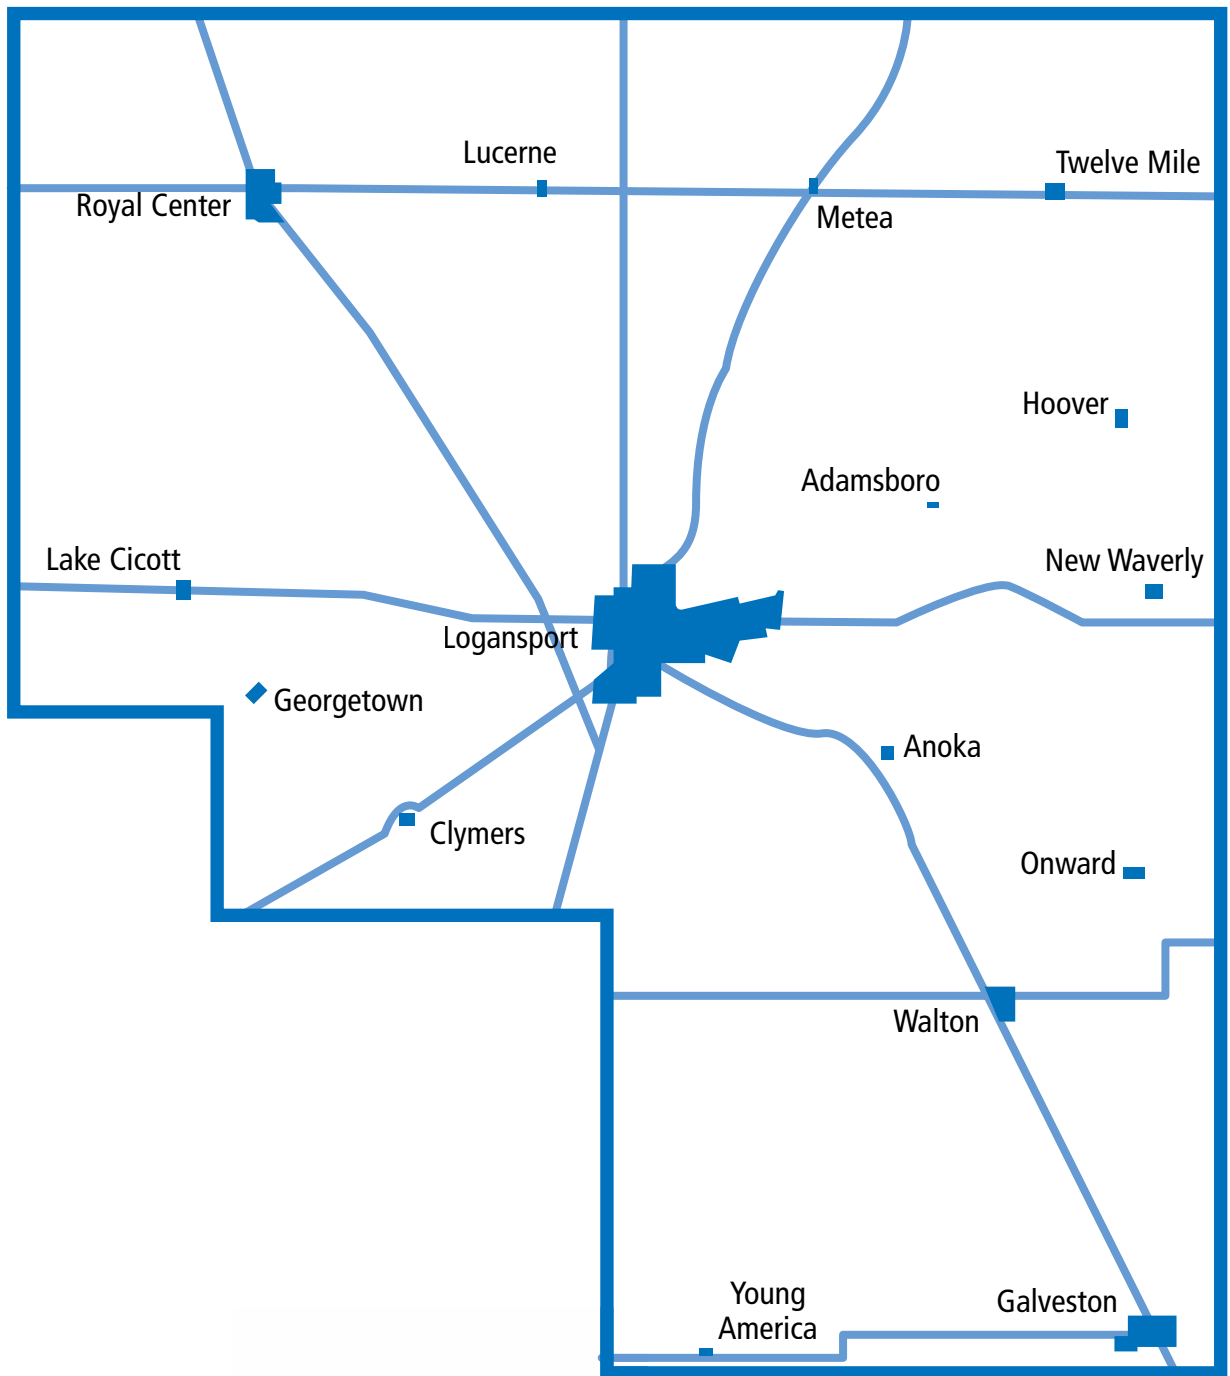 Lucerne
Twelve Mile
Royal Center
Metea
Hoover
Adamsboro
Lake Cicott
New Waverly
Logansport
Georgetown
Anoka
Clymers
Onward
Walton
Young
America
Galveston